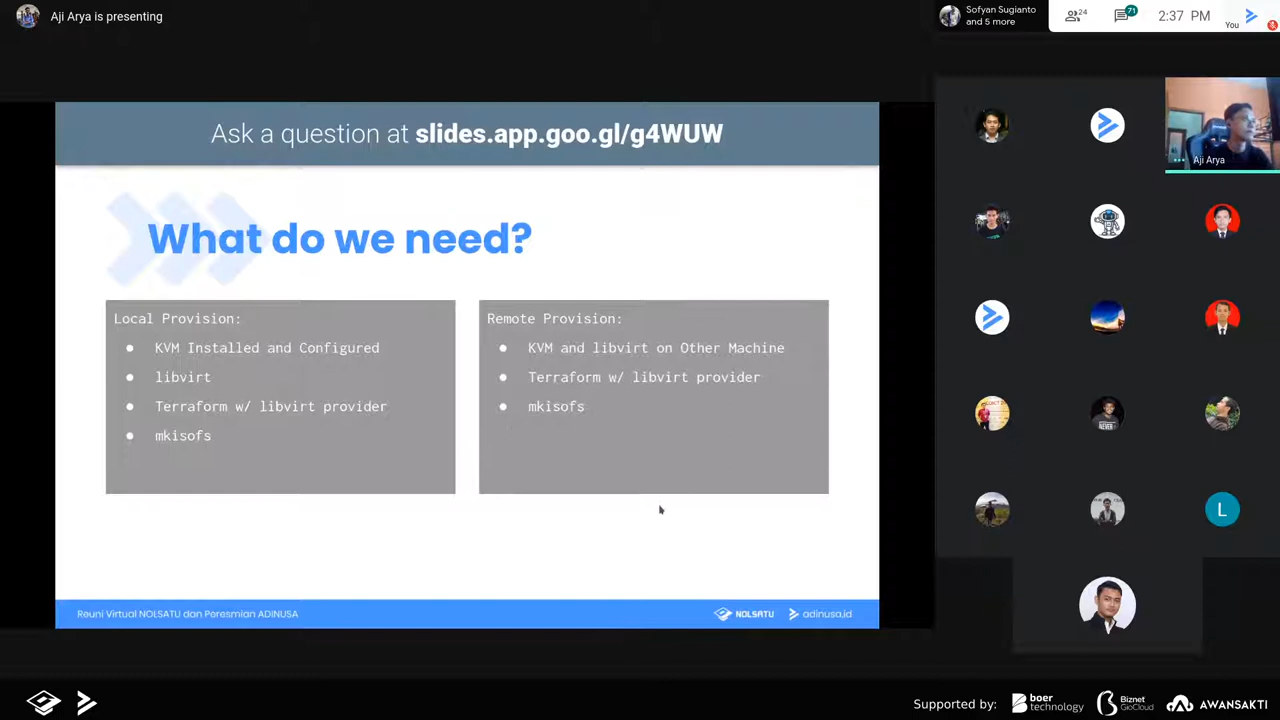 Aji Arya is presenting
Sofyan Sugianto
and 5 more
24
71
2:37 PM
You
Ask a question at slides.app.goo.gl/g4WUW
What do we need?
Local Provision:
● KVM Installed and Configured
● libvirt
● Terraform w/ libvirt provider
● mkisofs
Remote Provision:
● KVM and libvirt on Other Machine
● Terraform w/ libvirt provider
● mkisofs
Aji Arya
L
Reuni Virtual NOLSATU dan Peresmian ADINUSA
NOLSATU
adinusa.id
Supported by:
boer
technology
Biznet
GioCloud
AWANSAKTI